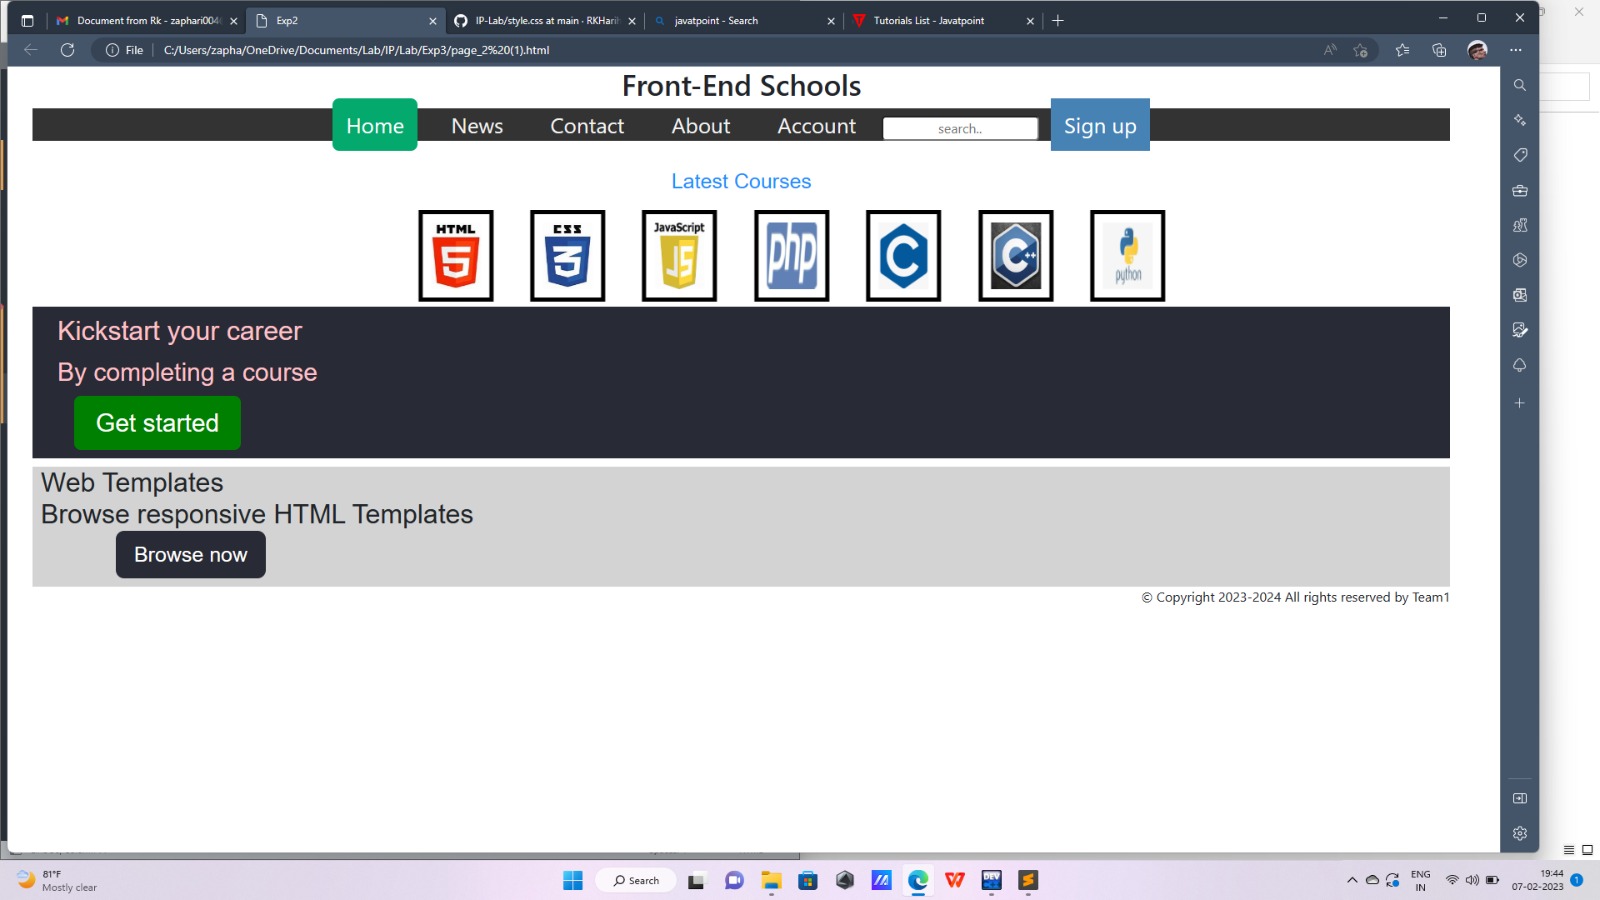 Document from Rk - zaphari004
Exp2
IP-Lab/style.css at main · RKHarih
javatpoint - Search
Tutorials List - Javatpoint
File
C:/Users/zapha/OneDrive/Documents/Lab/IP/Lab/Exp3/page_2%20(1).html
Front-End Schools
Home News Contact About Account search.. Sign up
Latest Courses
HTML 5 CSS 3 JavaScript JS php C C++ python
Kickstart your career
By completing a course
Get started
Web Templates
Browse responsive HTML Templates
Browse now
© Copyright 2023-2024 All rights reserved by Team1
81°F
Mostly clear
Search
DEV
ENG
IN
19:44
07-02-2023
1